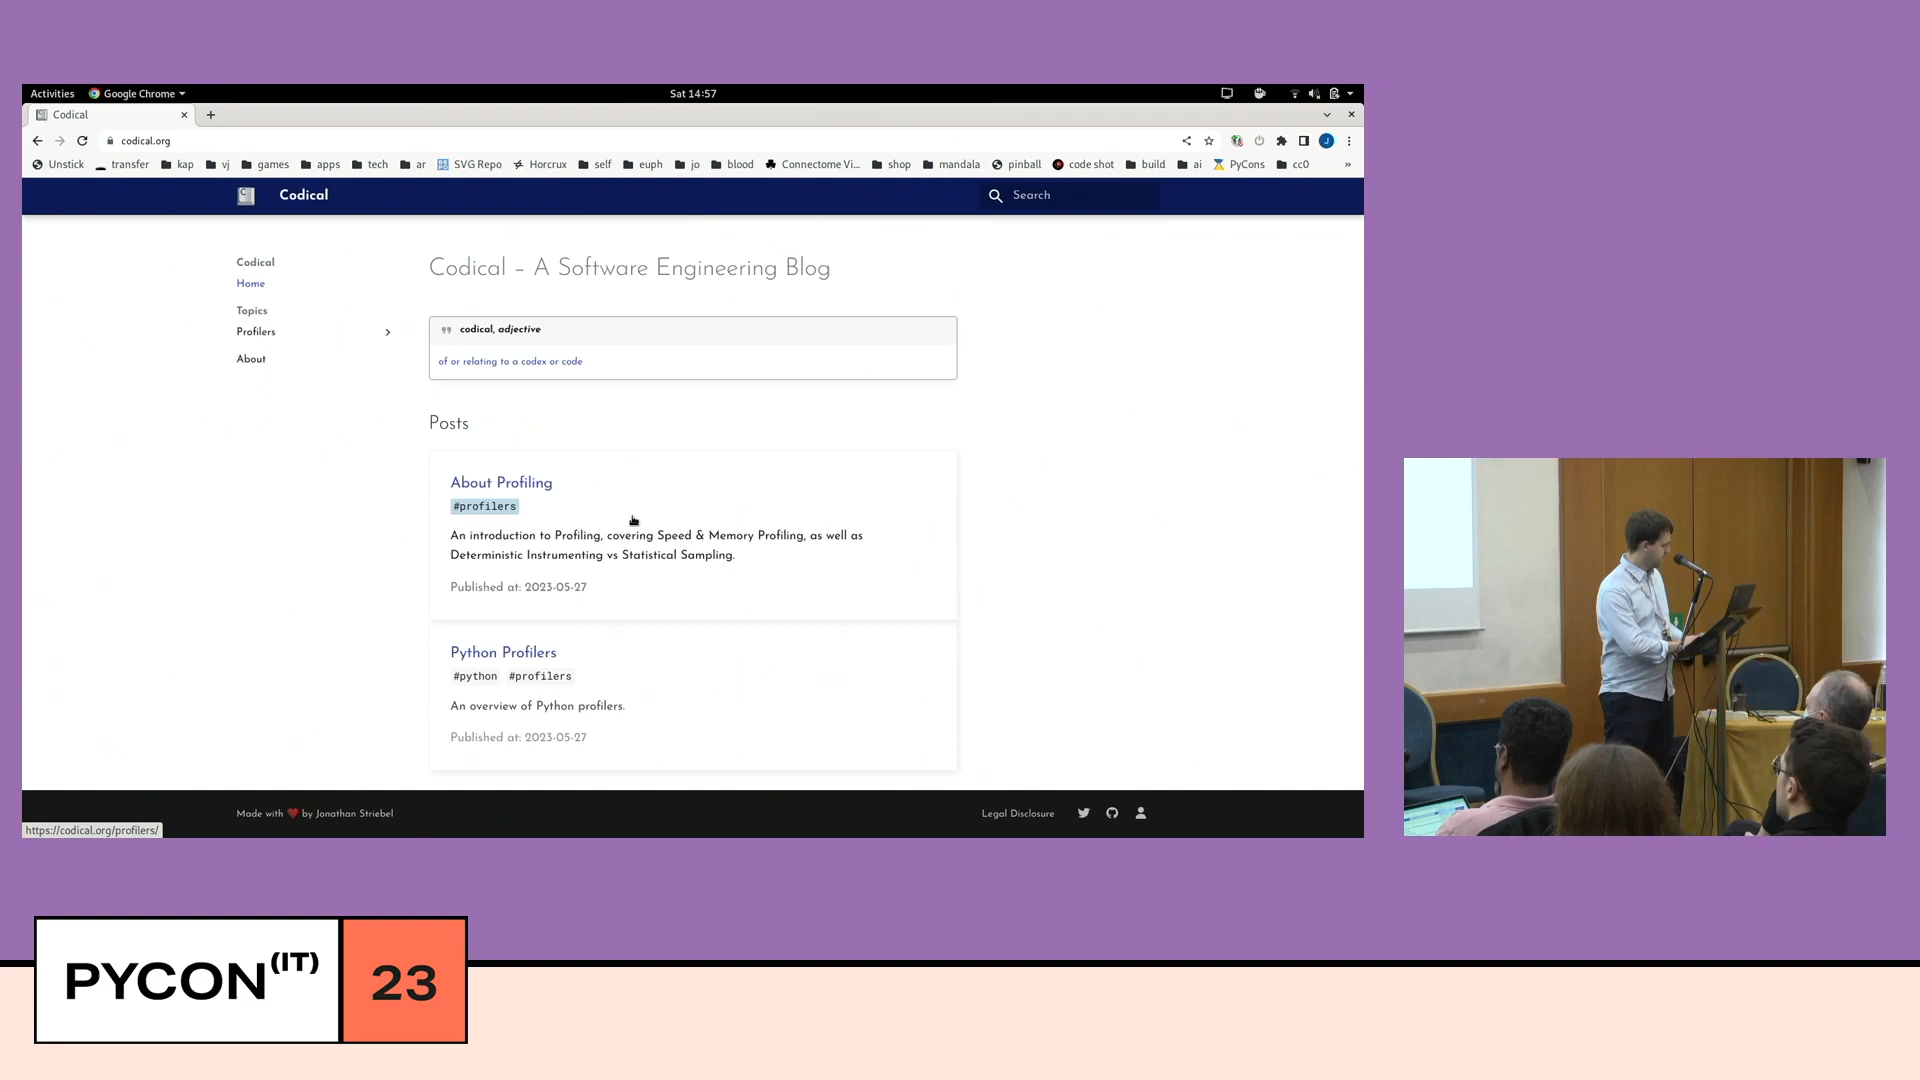 Activities
Google Chrome
Sat 14:57
Codical
codical.org
Unstick
transfer
kap
vj
games
apps
tech
ar
SVG Repo
Horcrux
self
euph
jo
blood
Connectome Vi...
shop
mandala
pinball
code shot
build
ai
PyCons
cc0
»
Codical
Search
Codical
Home
Topics
Profilers
About
Codical – A Software Engineering Blog
codical, adjective
of or relating to a codex or code
Posts
About Profiling
#profilers
An introduction to Profiling, covering Speed & Memory Profiling, as well as
Deterministic Instrumenting vs Statistical Sampling.
Published at: 2023-05-27
Python Profilers
#python #profilers
An overview of Python profilers.
Published at: 2023-05-27
Made with ❤ by Jonathan Striebel
Legal Disclosure
https://codical.org/profilers/
PYCON(IT) 23